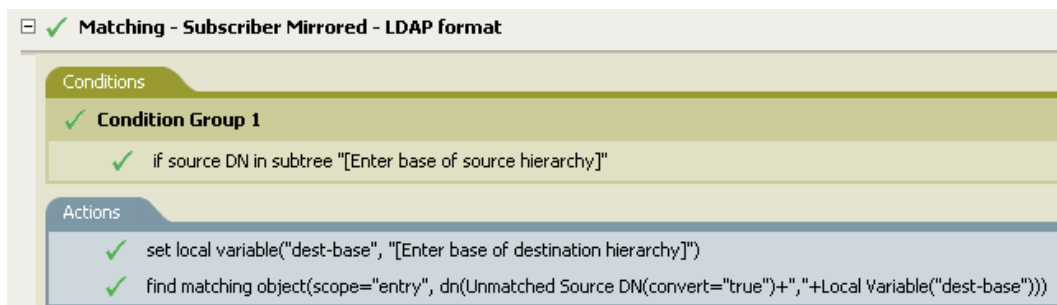 Matching - Subscriber Mirrored - LDAP format
Conditions
Condition Group 1
if source DN in subtree "[Enter base of source hierarchy]"
Actions
set local variable("dest-base", "[Enter base of destination hierarchy]")
find matching object(scope="entry", dn(Unmatched Source DN(convert="true")+","+Local Variable("dest-base")))